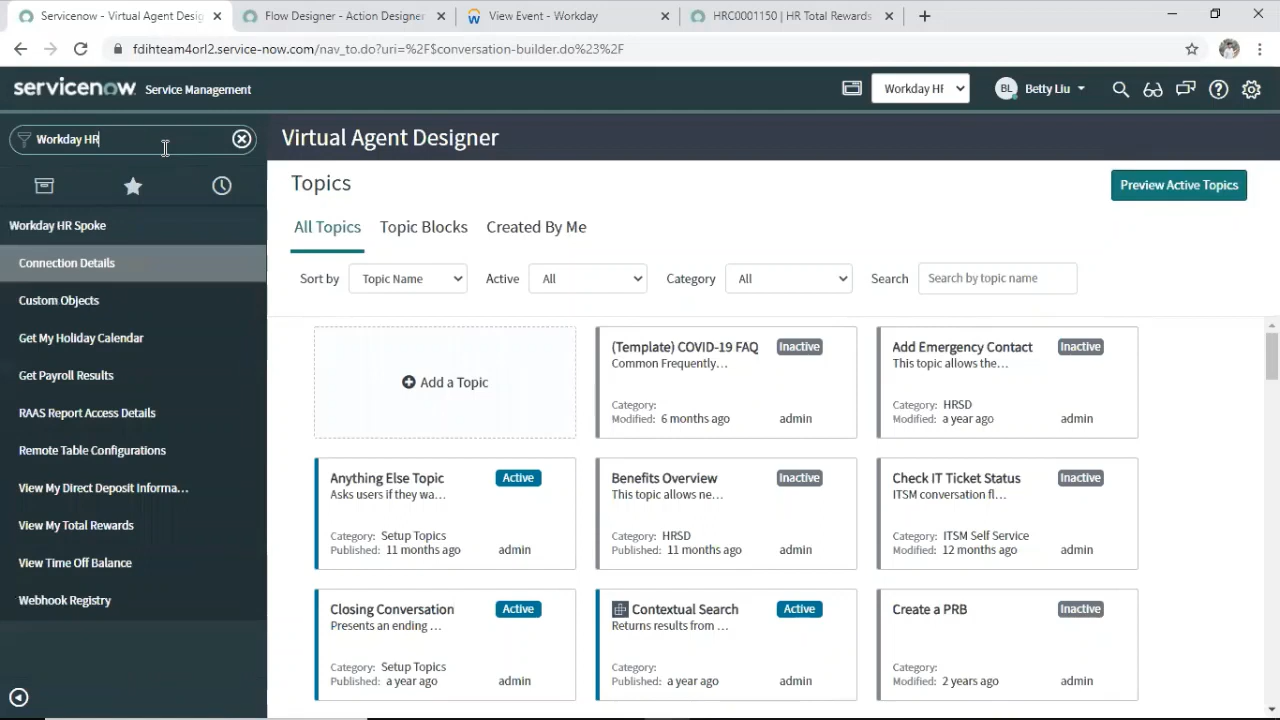 servicenow - Virtual Agent Desig
Flow Designer - Action Designer
View Event - Workday
HRC0001150 | HR Total Rewards
fdihteam4orl2.service-now.com/nav_to.do?uri=%2F$conversation-builder.do%23%2F
servicenow Service Management
Workday HF
BL Betty Liu
Workday HR
Virtual Agent Designer
Topics
Preview Active Topics
Workday HR Spoke
All Topics Topic Blocks Created By Me
Connection Details
Sort by Topic Name Active All Category All Search Search by topic name
Custom Objects
Get My Holiday Calendar
Get Payroll Results
RAAS Report Access Details
Remote Table Configurations
View My Direct Deposit Informa...
View My Total Rewards
View Time Off Balance
Webhook Registry
Add a Topic
(Template) COVID-19 FAQ Inactive
Common Frequently...
Category:
Modified: 6 months ago admin
Add Emergency Contact Inactive
This topic allows the...
Category: HRSD
Modified: a year ago admin
Anything Else Topic Active
Asks users if they wa...
Category: Setup Topics
Published: 11 months ago admin
Benefits Overview Inactive
This topic allows ne...
Category: HRSD
Published: 11 months ago admin
Check IT Ticket Status Inactive
ITSM conversation fl...
Category: ITSM Self Service
Modified: 12 months ago admin
Closing Conversation Active
Presents an ending ...
Category: Setup Topics
Published: a year ago admin
Contextual Search Active
Returns results from ...
Category:
Published: a year ago admin
Create a PRB Inactive
Category:
Modified: 2 years ago admin